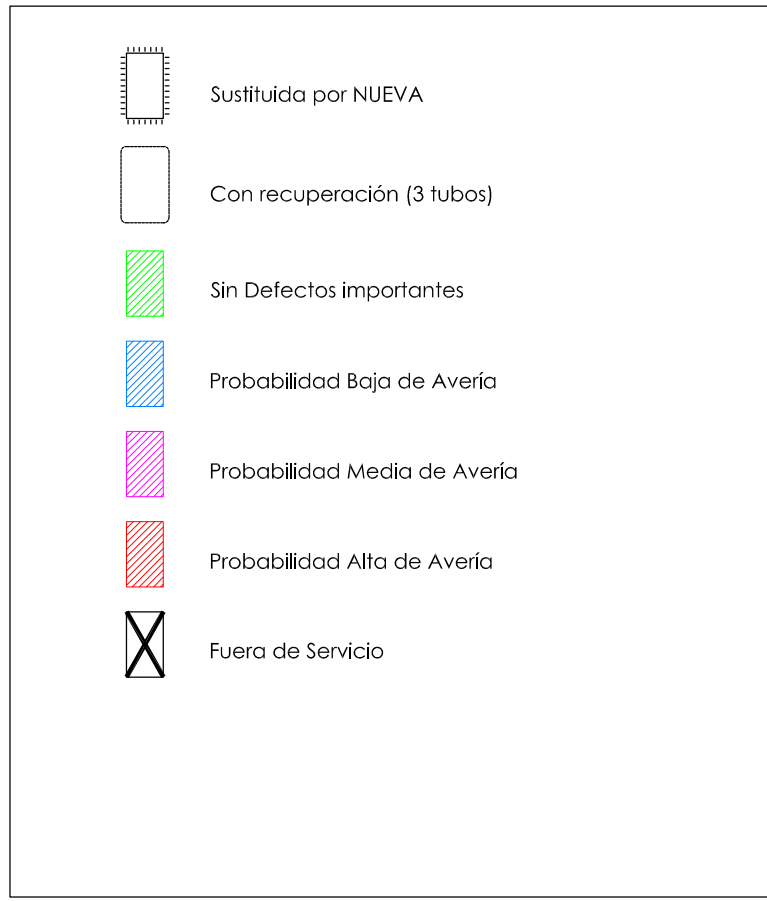 Sustituida por NUEVA
Con recuperación (3 tubos)
Sin Defectos importantes
Probabilidad Baja de Avería
Probabilidad Media de Avería
Probabilidad Alta de Avería
Fuera de Servicio